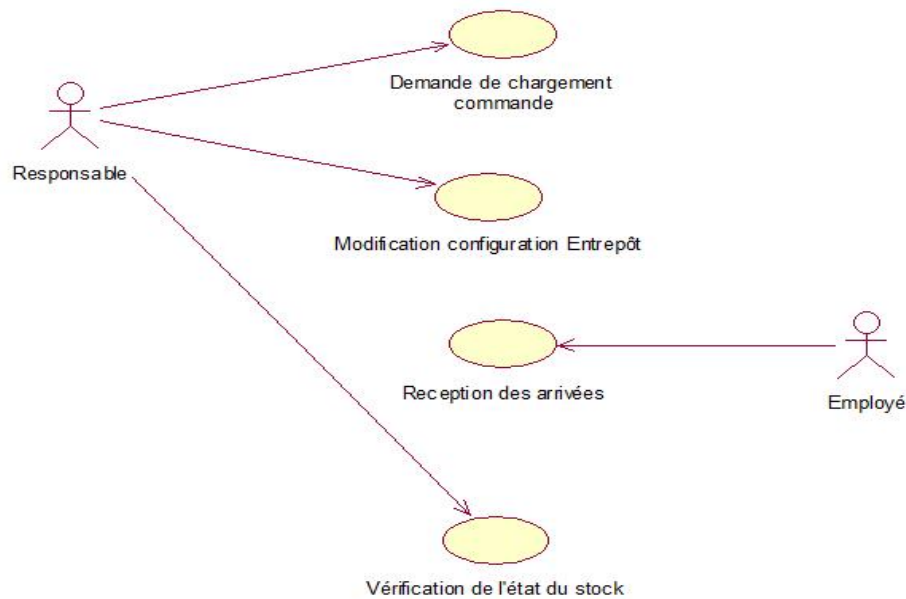 Demande de chargement
commande
Responsable
Modification configuration Entrepôt
Reception des arrivées
Employé
Vérification de l'état du stock